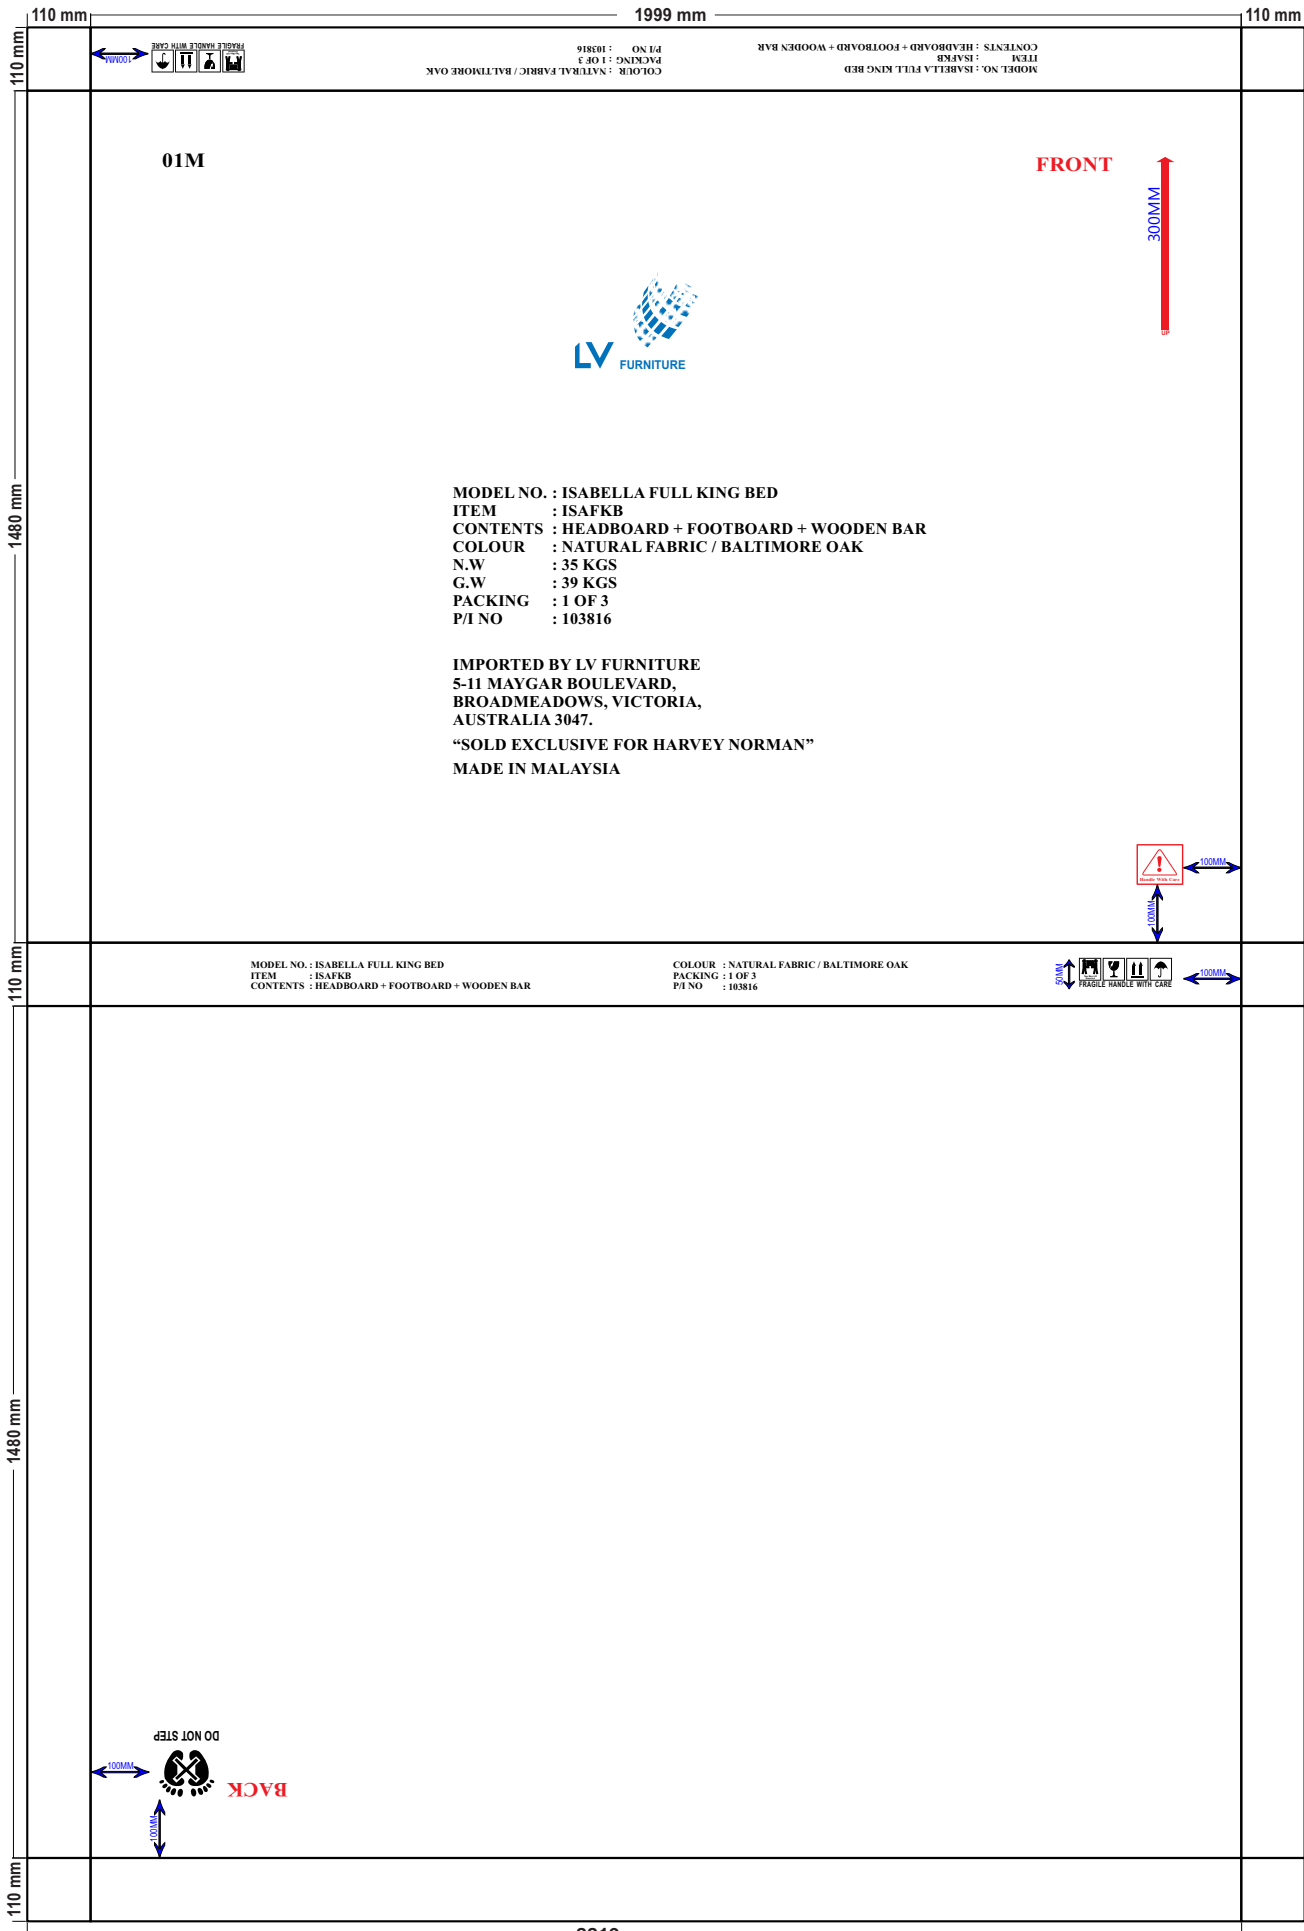 110 mm 1999 mm 110 mm
110 mm
100MM
FRAGILE HANDLE WITH CARE
COLOUR : NATURAL FABRIC / BALTIMORE OAK
PACKING : 1 OF 3
P/I NO : 103816
MODEL NO. : ISABELLA FULL KING BED
ITEM : ISAFKB
CONTENTS : HEADBOARD + FOOTBOARD + WOODEN BAR
01M
FRONT
300MM
UP
LV FURNITURE
1480 mm
MODEL NO. : ISABELLA FULL KING BED
ITEM : ISAFKB
CONTENTS : HEADBOARD + FOOTBOARD + WOODEN BAR
COLOUR : NATURAL FABRIC / BALTIMORE OAK
N.W : 35 KGS
G.W : 39 KGS
PACKING : 1 OF 3
P/I NO : 103816
IMPORTED BY LV FURNITURE
5-11 MAYGAR BOULEVARD,
BROADMEADOWS, VICTORIA,
AUSTRALIA 3047.
“SOLD EXCLUSIVE FOR HARVEY NORMAN”
MADE IN MALAYSIA
Handle With Care
100MM
100MM
110 mm
MODEL NO. : ISABELLA FULL KING BED
ITEM : ISAFKB
CONTENTS : HEADBOARD + FOOTBOARD + WOODEN BAR
COLOUR : NATURAL FABRIC / BALTIMORE OAK
PACKING : 1 OF 3
P/I NO : 103816
50MM
FRAGILE HANDLE WITH CARE
100MM
1480 mm
DO NOT STEP
100MM
BACK
100MM
110 mm